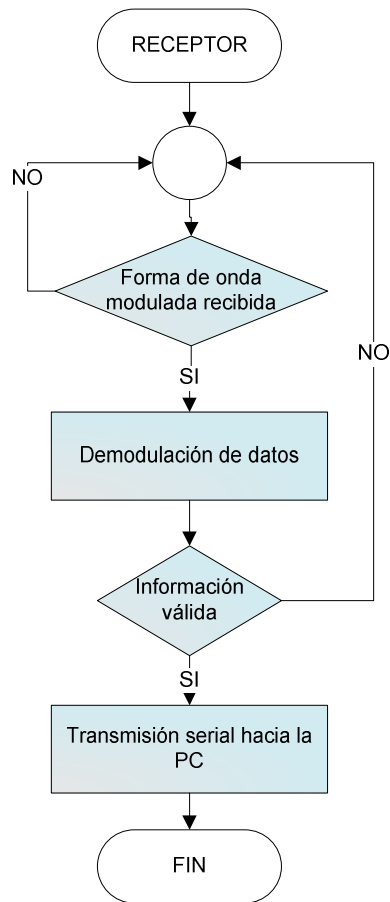 RECEPTOR
NO
Forma de onda
modulada recibida
NO
SI
Demodulación de datos
Información
válida
SI
Transmisión serial hacia la
PC
FIN